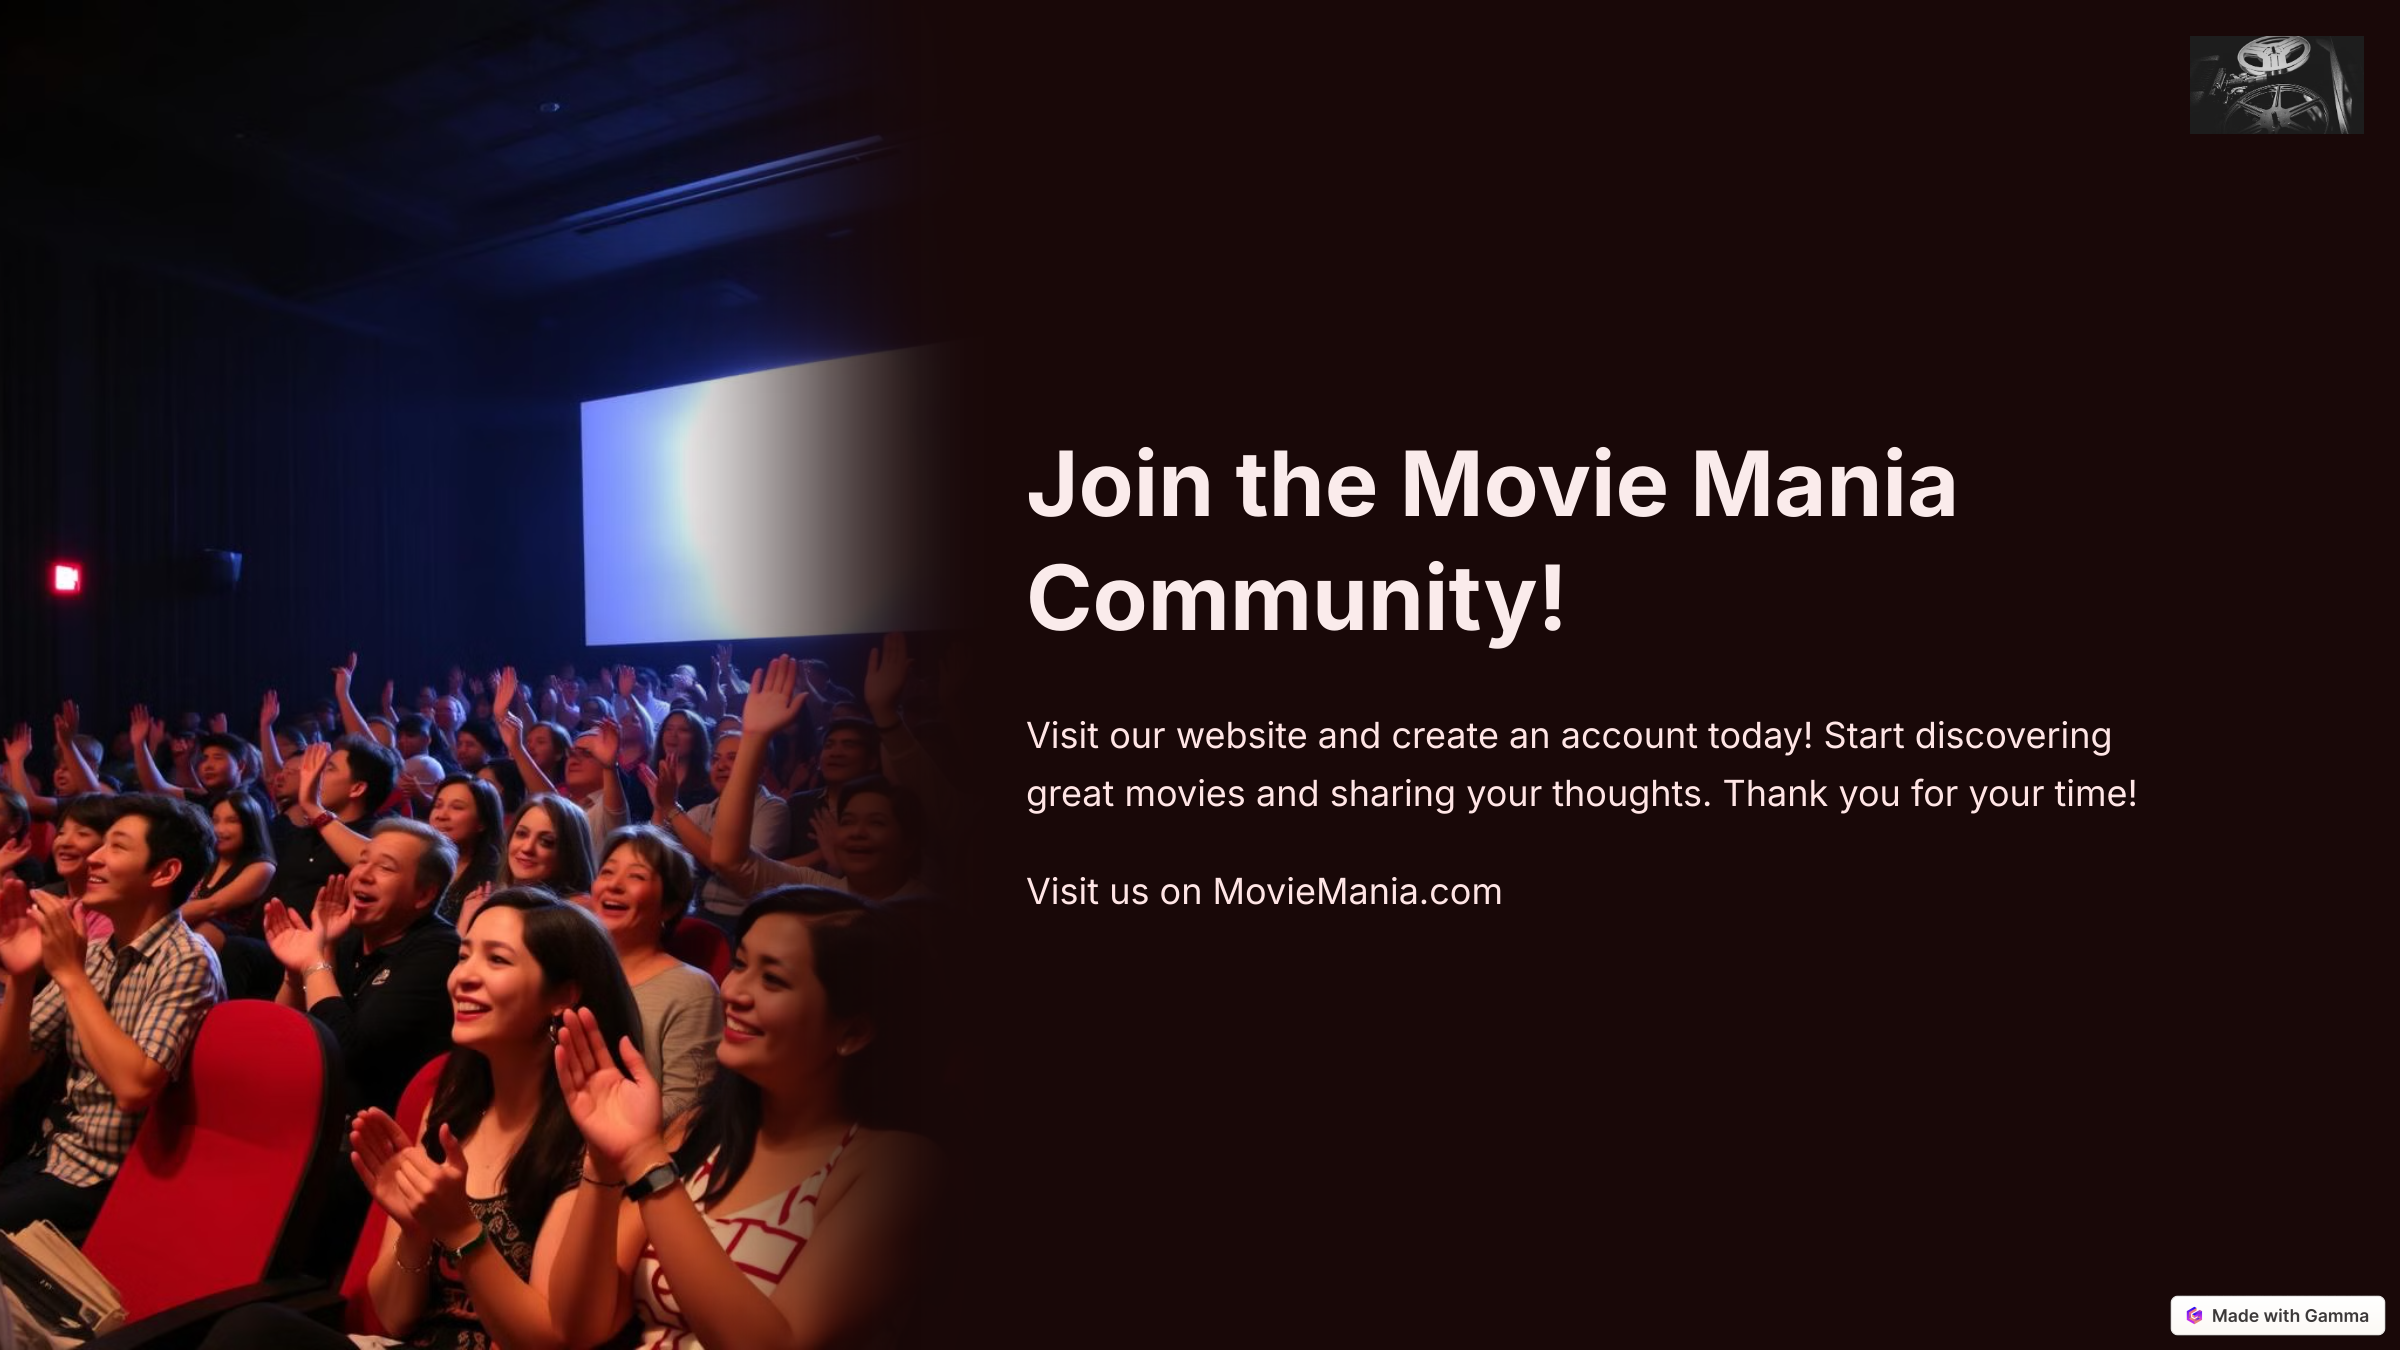 Join the Movie Mania
Community!
Visit our website and create an account today! Start discovering
great movies and sharing your thoughts. Thank you for your time!
Visit us on MovieMania.com
Made with Gamma